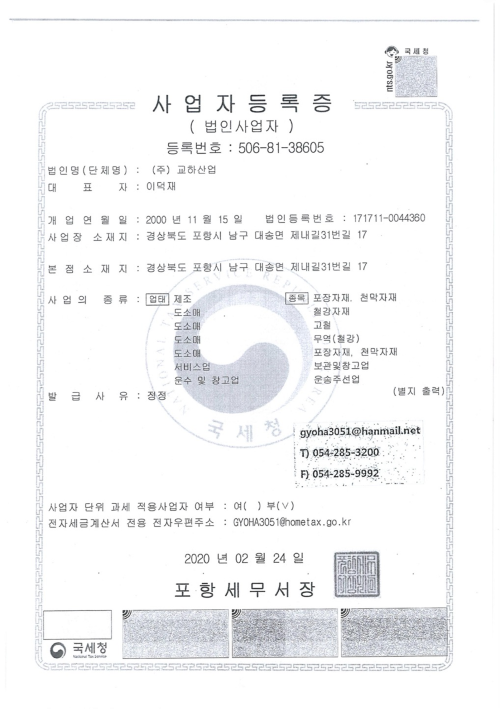 국세청
nts.go.kr
사업자등록증
( 법인사업자 )
등록번호 : 506-81-38605
법인명(단체명) : (주) 교하산업
대 표 자 : 이덕재
개 업 연 월 일 : 2000 년 11 월 15 일 법인등록번호 : 171711-0044360
사업장 소재지 : 경상북도 포항시 남구 대송면 제내길31번길 17
본 점 소 재 지 : 경상북도 포항시 남구 대송면 제내길31번길 17
사 업 의 종 류 : 업태 제조 종목 포장자재, 천막자재
도소매 철강자재
도소매 고철
도소매 무역(철강)
도소매 포장자재, 천막자재
서비스업 보관및창고업
운수 및 창고업 운송주선업
발 급 사 유 : 정정 (별지 출력)
NATIONAL TAX SERVICE REPUBLIC OF KOREA
국세청
gyoha3051@hanmail.net
T) 054-285-3200
F) 054-285-9992
사업자 단위 과세 적용사업자 여부 : 여( ) 부(∨)
전자세금계산서 전용 전자우편주소 : GYOHA3051@hometax.go.kr
2020 년 02 월 24 일
포항세무서장
국세청
National Tax Service